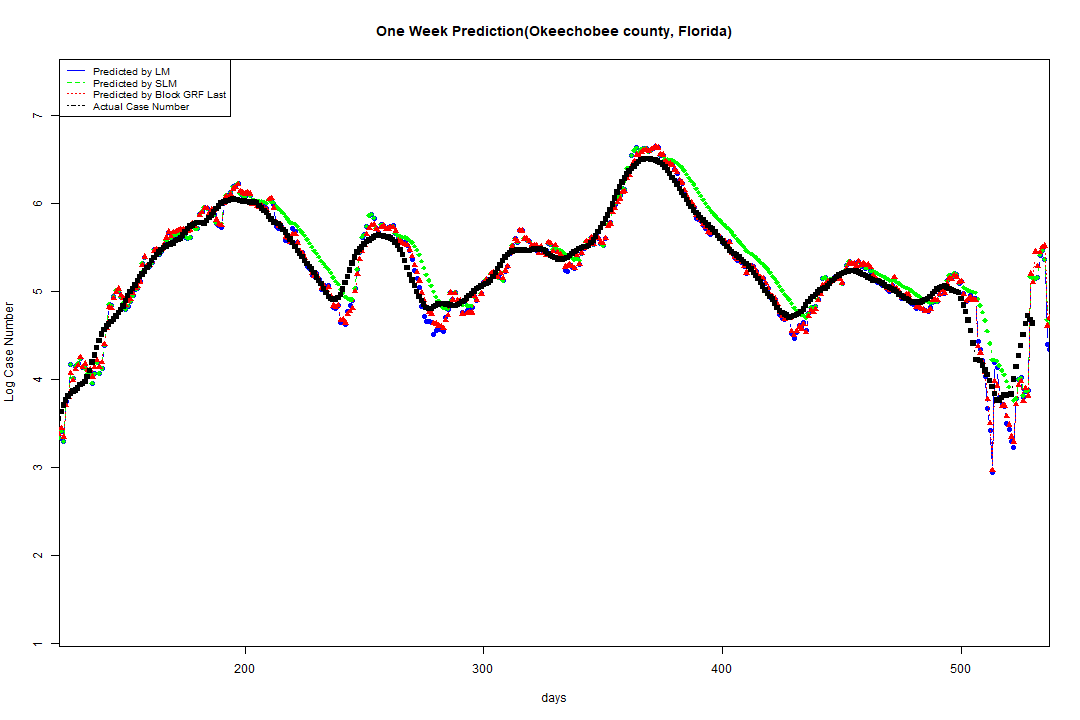 One Week Prediction(Okeechobee county, Florida)
Predicted by LM
Predicted by SLM
Predicted by Block GRF Last
Actual Case Number
7
6
5
4
3
2
1
Log Case Number
200 300 400 500
days